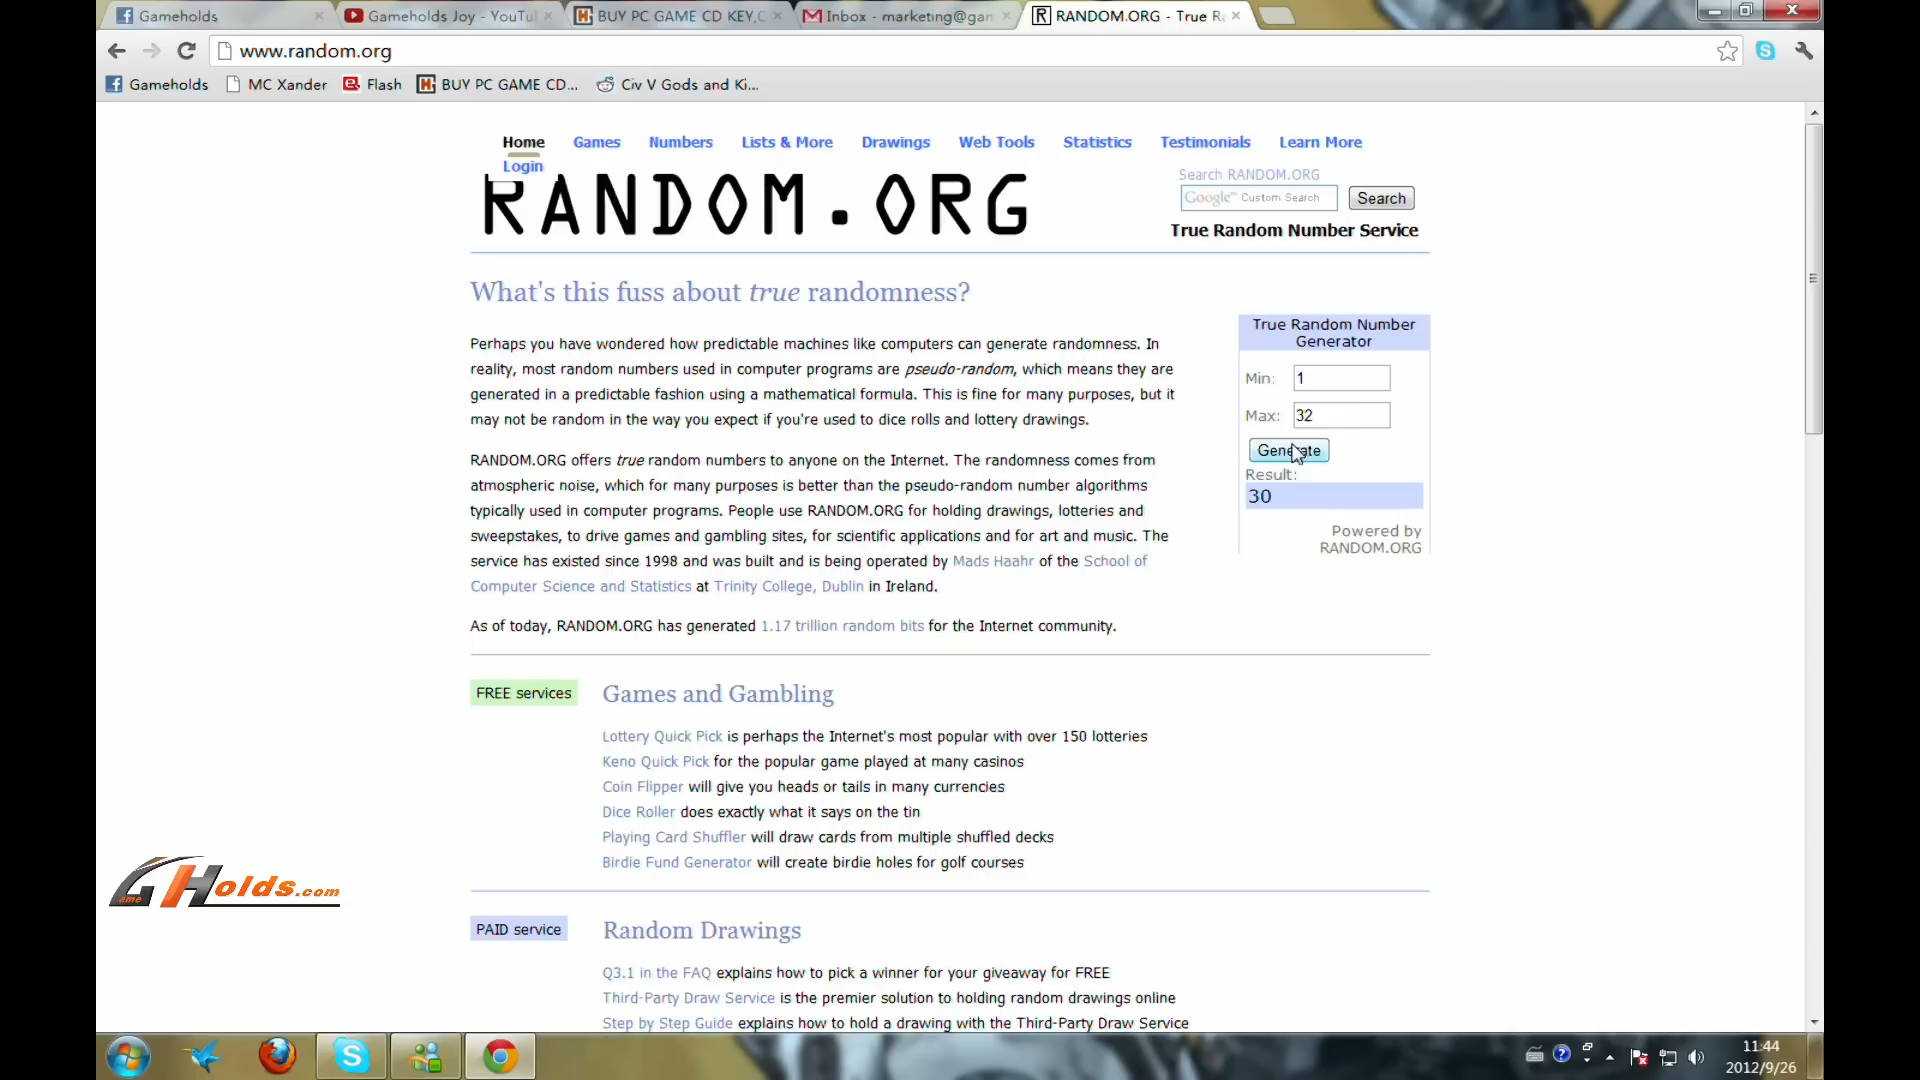 Gameholds
Gameholds Joy - YouTu
BUY PC GAME CD KEY,C
Inbox - marketing@gam
RANDOM.ORG - True Ra
www.random.org
Gameholds
MC Xander
Flash
BUY PC GAME CD...
Civ V Gods and Ki...
Home
Games
Numbers
Lists & More
Drawings
Web Tools
Statistics
Testimonials
Learn More
Login
RANDOM.ORG
Search RANDOM.ORG
Google™ Custom Search
Search
True Random Number Service
What's this fuss about true randomness?
Perhaps you have wondered how predictable machines like computers can generate randomness. In
reality, most random numbers used in computer programs are pseudo-random, which means they are
generated in a predictable fashion using a mathematical formula. This is fine for many purposes, but it
may not be random in the way you expect if you're used to dice rolls and lottery drawings.
RANDOM.ORG offers true random numbers to anyone on the Internet. The randomness comes from
atmospheric noise, which for many purposes is better than the pseudo-random number algorithms
typically used in computer programs. People use RANDOM.ORG for holding drawings, lotteries and
sweepstakes, to drive games and gambling sites, for scientific applications and for art and music. The
service has existed since 1998 and was built and is being operated by Mads Haahr of the School of
Computer Science and Statistics at Trinity College, Dublin in Ireland.
As of today, RANDOM.ORG has generated 1.17 trillion random bits for the Internet community.
True Random Number
Generator
Min: 1
Max: 32
Generate
Result:
30
Powered by
RANDOM.ORG
FREE services
Games and Gambling
Lottery Quick Pick is perhaps the Internet's most popular with over 150 lotteries
Keno Quick Pick for the popular game played at many casinos
Coin Flipper will give you heads or tails in many currencies
Dice Roller does exactly what it says on the tin
Playing Card Shuffler will draw cards from multiple shuffled decks
Birdie Fund Generator will create birdie holes for golf courses
GameHolds.com
PAID service
Random Drawings
Q3.1 in the FAQ explains how to pick a winner for your giveaway for FREE
Third-Party Draw Service is the premier solution to holding random drawings online
Step by Step Guide explains how to hold a drawing with the Third-Party Draw Service
11:44
2012/9/26